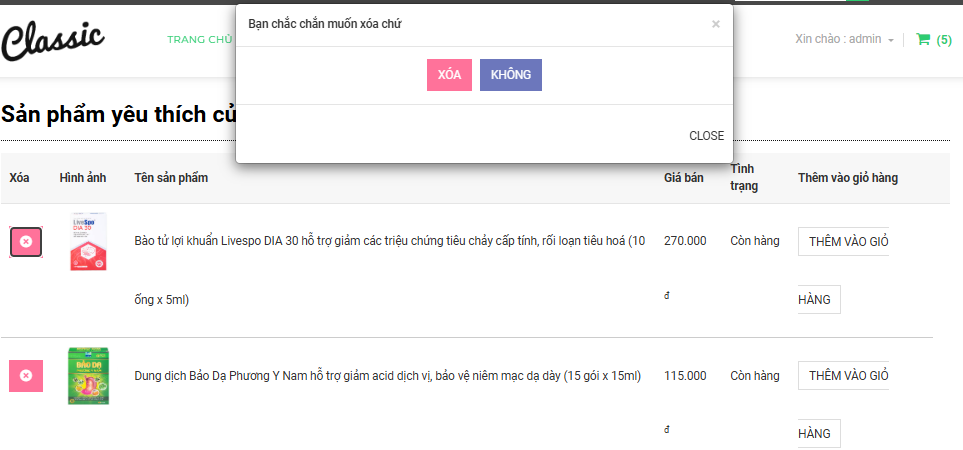 Bạn chắc chắn muốn xóa chứ
×
Classic
TRANG CHỦ
XÓA
KHÔNG
Xin chào : admin
(5)
CLOSE
Sản phẩm yêu thích củ
Xóa
Hình ảnh
Tên sản phẩm
Giá bán
Tình
trạng
Thêm vào giỏ hàng
LiveSpo
DIA 30
Bào tử lợi khuẩn Livespo DIA 30 hỗ trợ giảm các triệu chứng tiêu chảy cấp tính, rối loạn tiêu hoá (10
ống x 5ml)
270.000
đ
Còn hàng
THÊM VÀO GIỎ
HÀNG
BẢO DẠ
Dung dịch Bảo Dạ Phương Y Nam hỗ trợ giảm acid dịch vị, bảo vệ niêm mạc dạ dày (15 gói x 15ml)
115.000
đ
Còn hàng
THÊM VÀO GIỎ
HÀNG